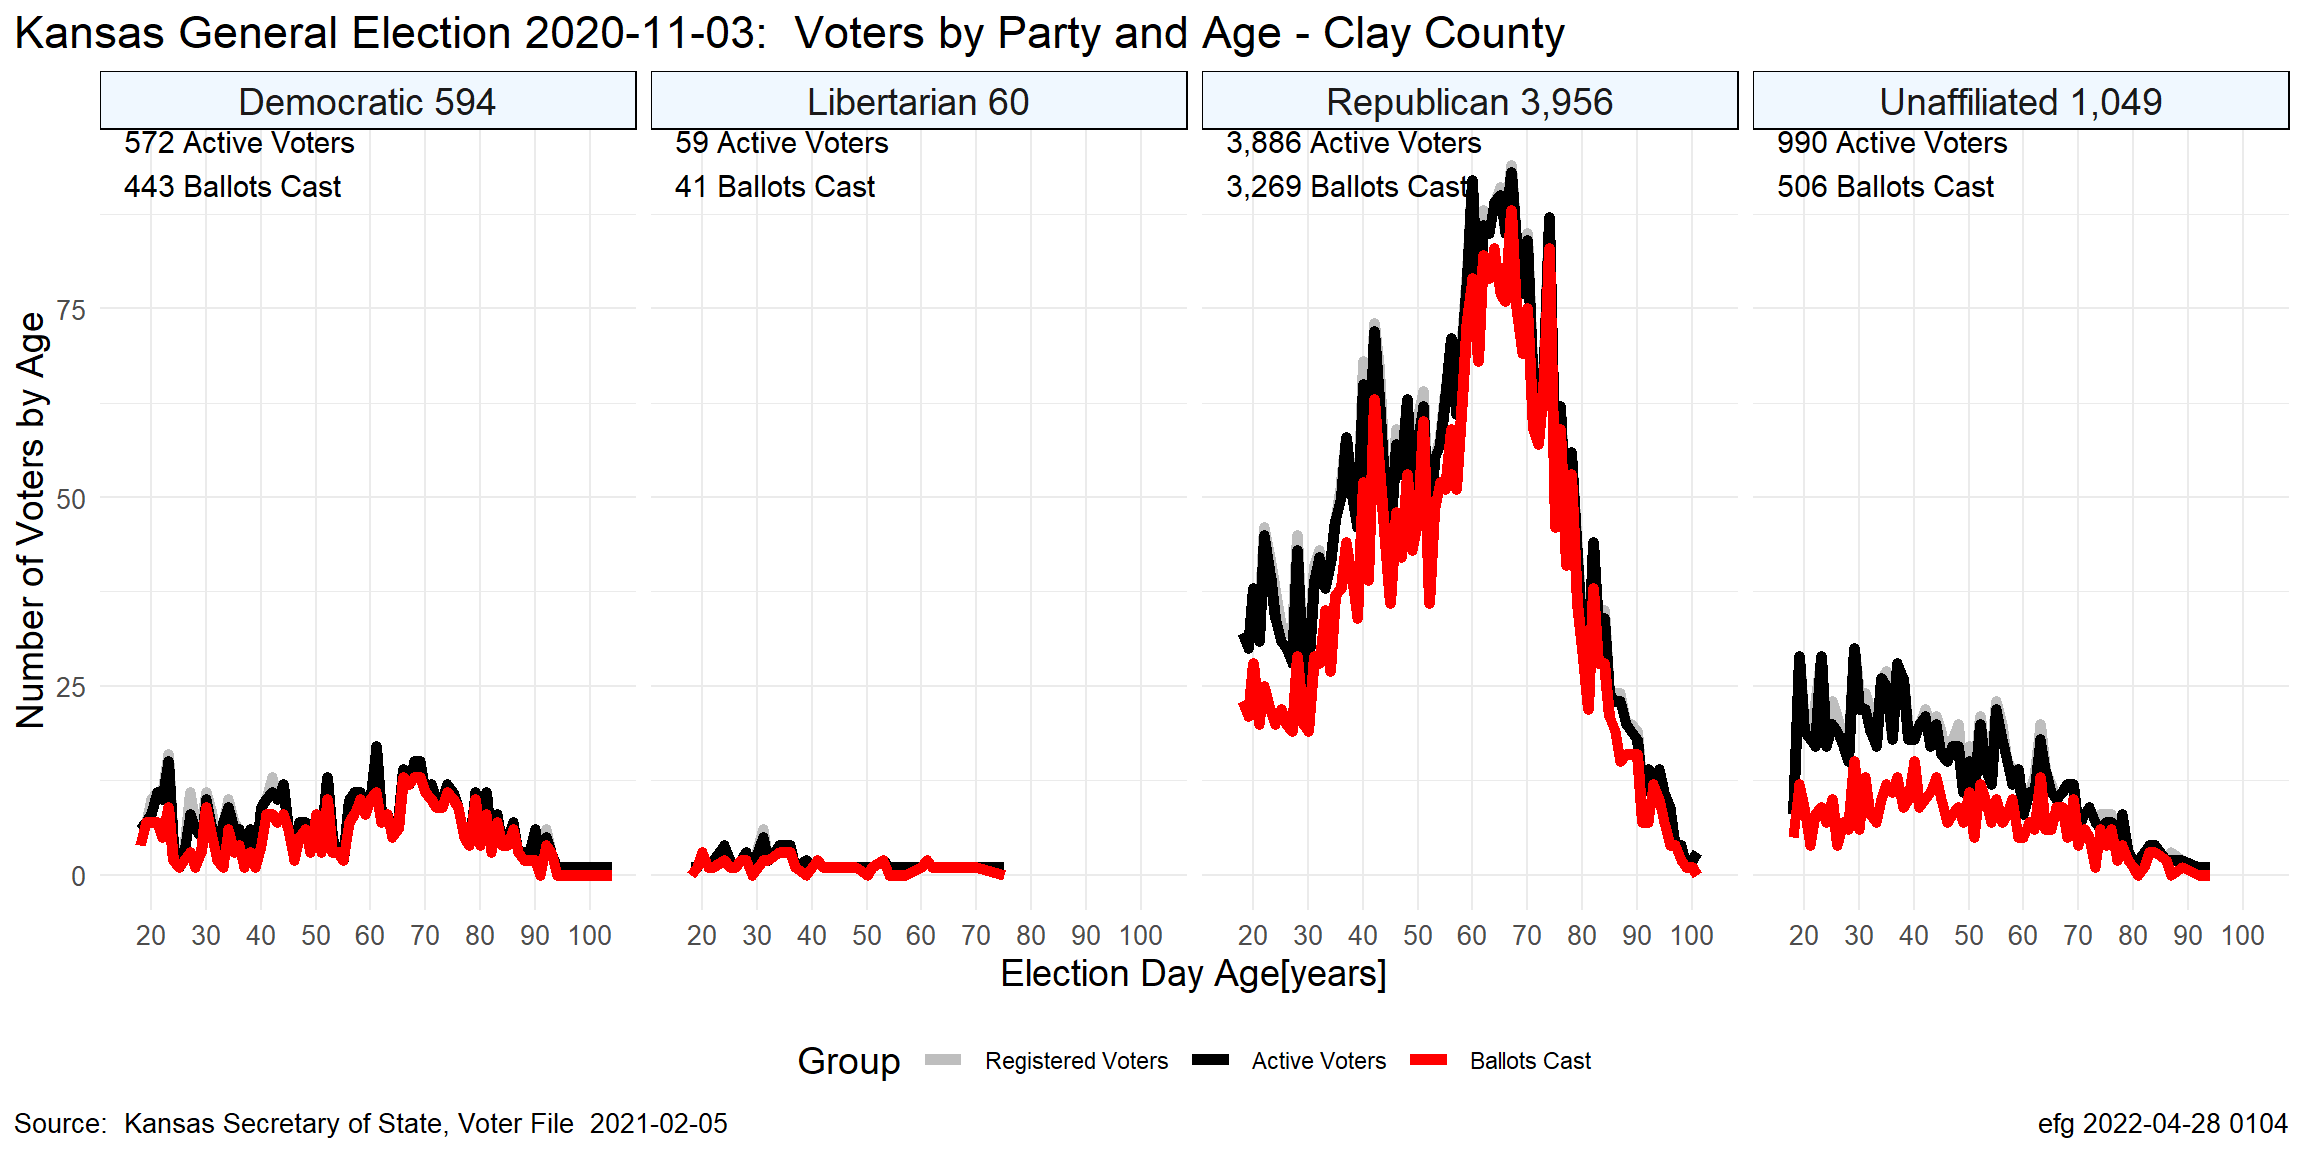 Kansas General Election 2020-11-03:  Voters by Party and Age - Clay County
Democratic 594
Libertarian 60
Republican 3,956
Unaffiliated 1,049
572 Active Voters
443 Ballots Cast
59 Active Voters
41 Ballots Cast
3,886 Active Voters
3,269 Ballots Cast
990 Active Voters
506 Ballots Cast
Number of Voters by Age
75
50
25
0
20 30 40 50 60 70 80 90 100
20 30 40 50 60 70 80 90 100
20 30 40 50 60 70 80 90 100
20 30 40 50 60 70 80 90 100
Election Day Age[years]
Group Registered Voters Active Voters Ballots Cast
Source:  Kansas Secretary of State, Voter File  2021-02-05
efg 2022-04-28 0104